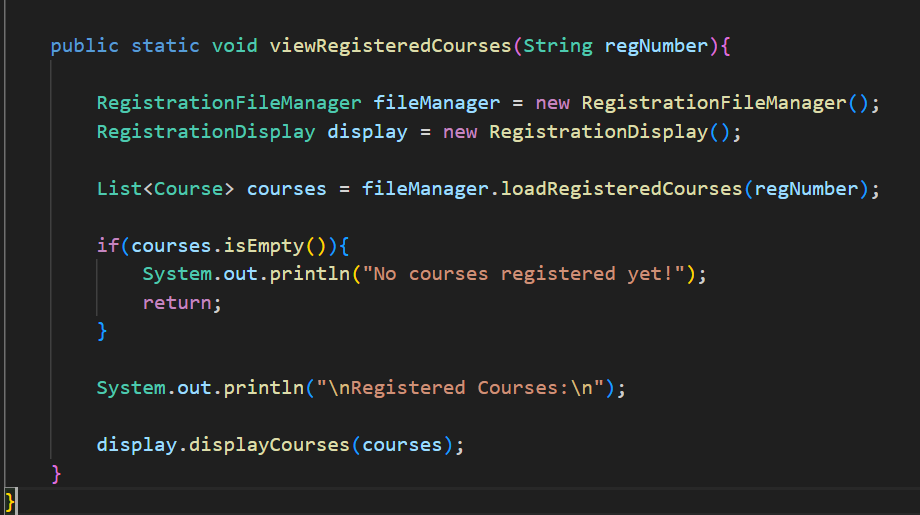 public static void viewRegisteredCourses(String regNumber){
RegistrationFileManager fileManager = new RegistrationFileManager();
RegistrationDisplay display = new RegistrationDisplay();
List<Course> courses = fileManager.loadRegisteredCourses(regNumber);
if(courses.isEmpty()){
System.out.println("No courses registered yet!");
return;
}
System.out.println("\nRegistered Courses:\n");
display.displayCourses(courses);
}
}